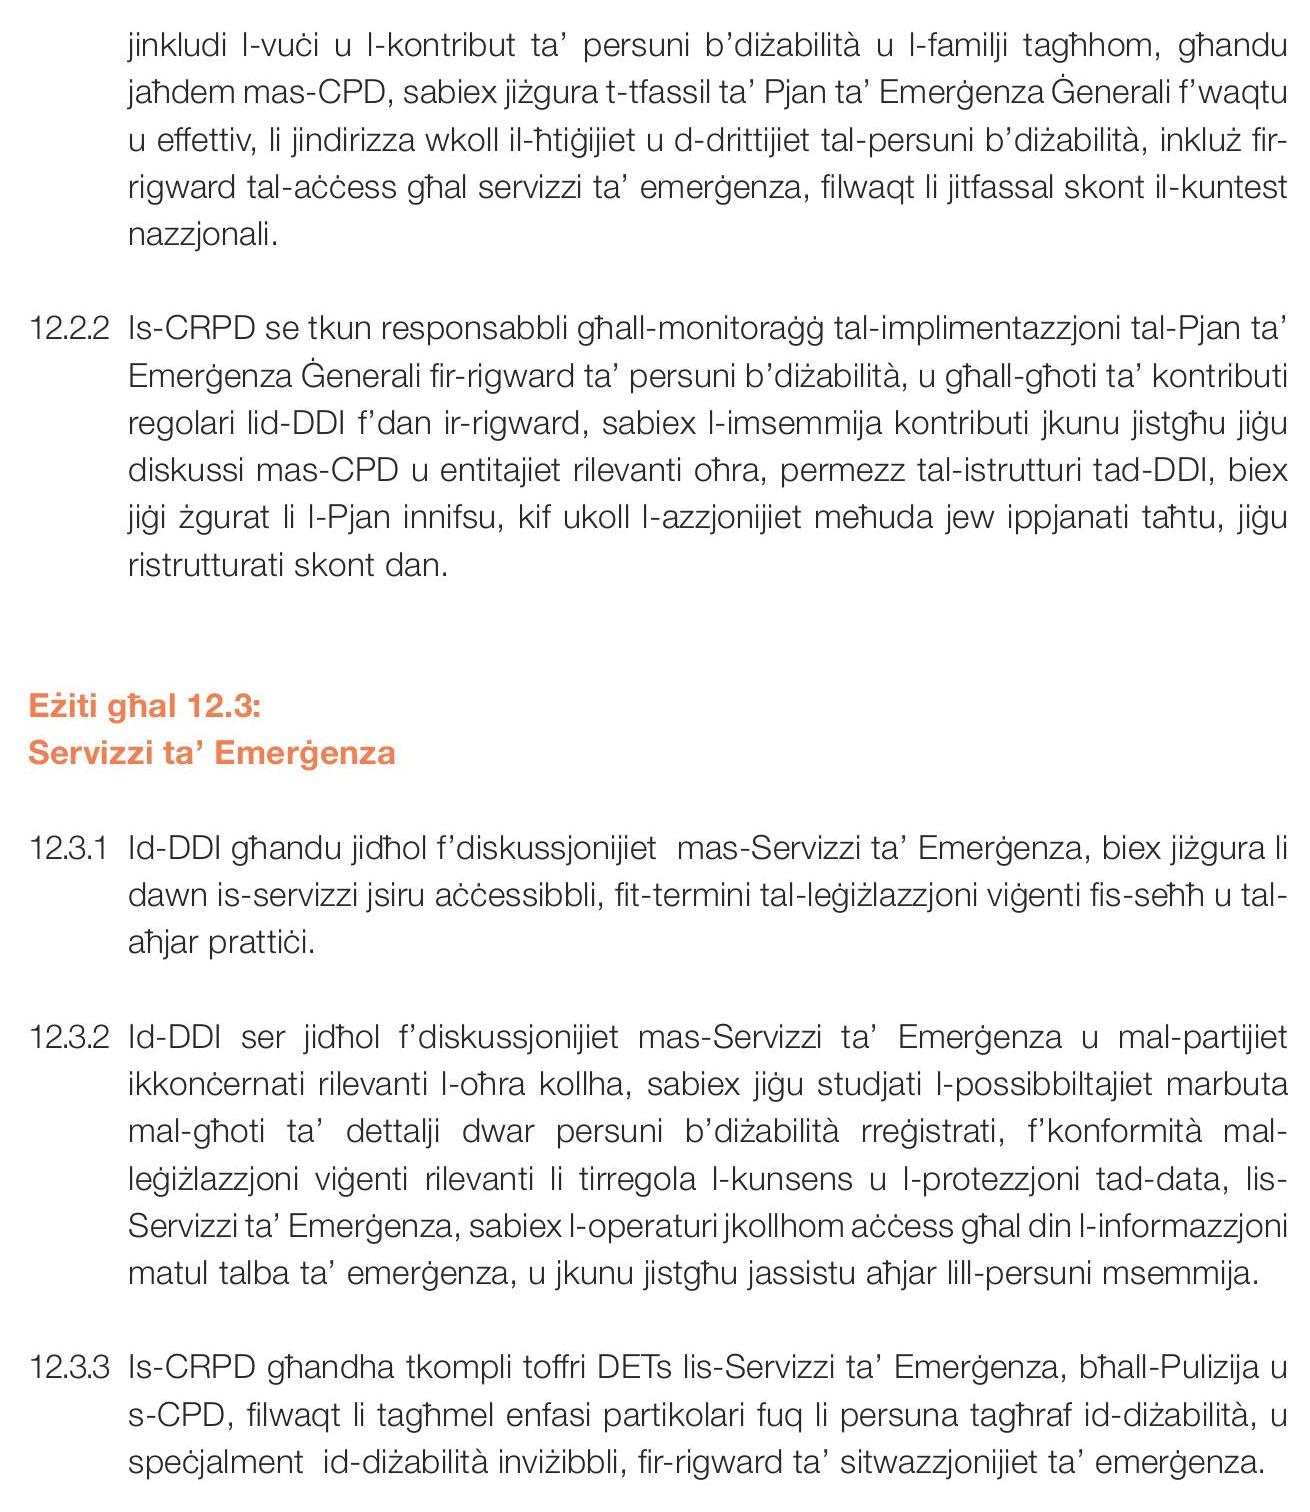 jinkludi l-vuċi u l-kontribut ta’ persuni b’diżabilità u l-familji tagħhom, għandu
jaħdem mas-CPD, sabiex jiżgura t-tfassil ta’ Pjan ta’ Emerġenza Ġenerali f’waqtu
u effettiv, li jindirizza wkoll il-ħtiġijiet u d-drittijiet tal-persuni b’diżabilità, inkluż fir-
rigward tal-aċċess għal servizzi ta’ emerġenza, filwaqt li jitfassal skont il-kuntest
nazzjonali.
12.2.2 Is-CRPD se tkun responsabbli għall-monitoraġġ tal-implimentazzjoni tal-Pjan ta’
Emerġenza Ġenerali fir-rigward ta’ persuni b’diżabilità, u għall-għoti ta’ kontributi
regolari lid-DDI f’dan ir-rigward, sabiex l-imsemmija kontributi jkunu jistgħu jiġu
diskussi mas-CPD u entitajiet rilevanti oħra, permezz tal-istrutturi tad-DDI, biex
jiġi żgurat li l-Pjan innifsu, kif ukoll l-azzjonijiet meħuda jew ippjanati taħtu, jiġu
ristrutturati skont dan.
Eżiti għal 12.3:
Servizzi ta’ Emerġenza
12.3.1 Id-DDI għandu jidħol f’diskussjonijiet  mas-Servizzi ta’ Emerġenza, biex jiżgura li
dawn is-servizzi jsiru aċċessibbli, fit-termini tal-leġiżlazzjoni viġenti fis-seħħ u tal-
aħjar prattiċi.
12.3.2 Id-DDI ser jidħol f’diskussjonijiet mas-Servizzi ta’ Emerġenza u mal-partijiet
ikkonċernati rilevanti l-oħra kollha, sabiex jiġu studjati l-possibbiltajiet marbuta
mal-għoti ta’ dettalji dwar persuni b’diżabilità rreġistrati, f’konformità mal-
leġiżlazzjoni viġenti rilevanti li tirregola l-kunsens u l-protezzjoni tad-data, lis-
Servizzi ta’ Emerġenza, sabiex l-operaturi jkollhom aċċess għal din l-informazzjoni
matul talba ta’ emerġenza, u jkunu jistgħu jassistu aħjar lill-persuni msemmija.
12.3.3 Is-CRPD għandha tkompli toffri DETs lis-Servizzi ta’ Emerġenza, bħall-Pulizija u
s-CPD, filwaqt li tagħmel enfasi partikolari fuq li persuna tagħraf id-diżabilità, u
speċjalment  id-diżabilità inviżibbli, fir-rigward ta’ sitwazzjonijiet ta’ emerġenza.